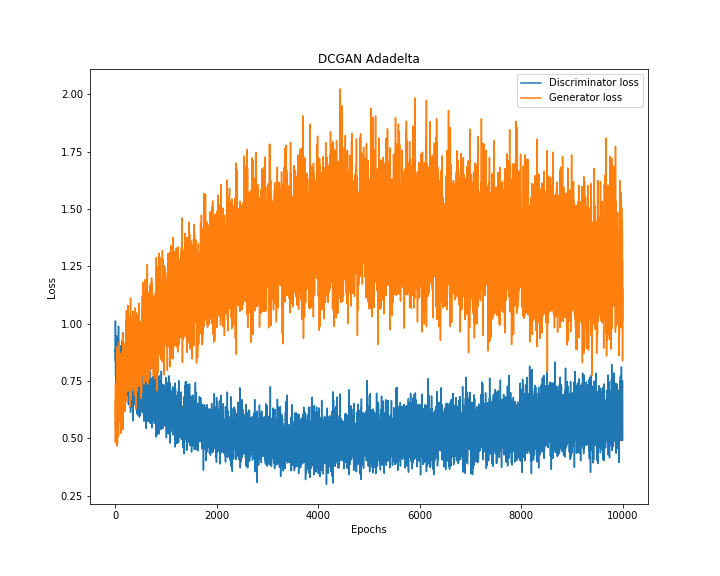 DCGAN Adadelta
Discriminator loss
Generator loss
2.00
1.75
1.50
1.25
1.00
0.75
0.50
0.25
Loss
0 2000 4000 6000 8000 10000
Epochs